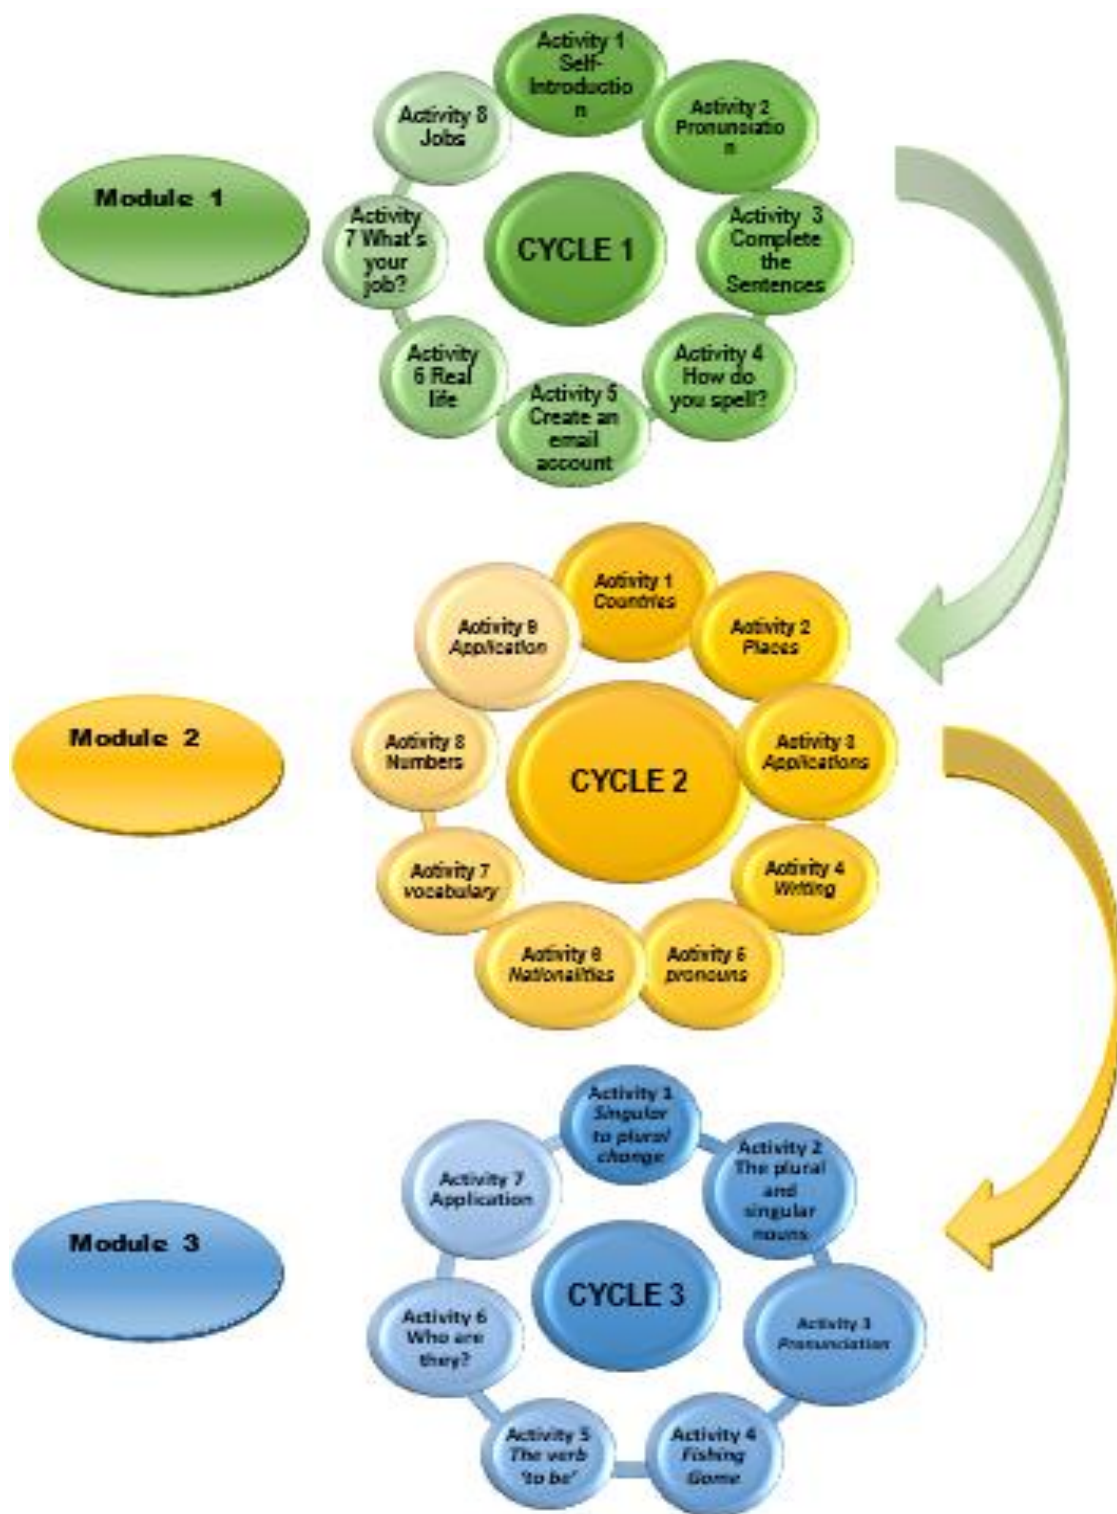 Module 1
CYCLE 1
Activity 1
Self-
Introductio
n
Activity 2
Pronunciatio
n
Activity 3
Complete
the
Sentences
Activity 4
How do
you spell?
Activity 5
Create an
email
account
Activity
6 Real
life
Activity
7 What's
your
job?
Activity 8
Jobs
Module 2
CYCLE 2
Activity 1
Countries
Activity 2
Places
Activity 3
Applications
Activity 4
Writing
Activity 5
pronouns
Activity 6
Nationalities
Activity 7
vocabulary
Activity 8
Numbers
Activity 9
Application
Module 3
CYCLE 3
Activity 1
Singular
to plural
change
Activity 2
The plural
and
singular
nouns
Activity 3
Pronunciation
Activity 4
Fishing
Game
Activity 5
The verb
'to be'
Activity 6
Who are
they?
Activity 7
Application